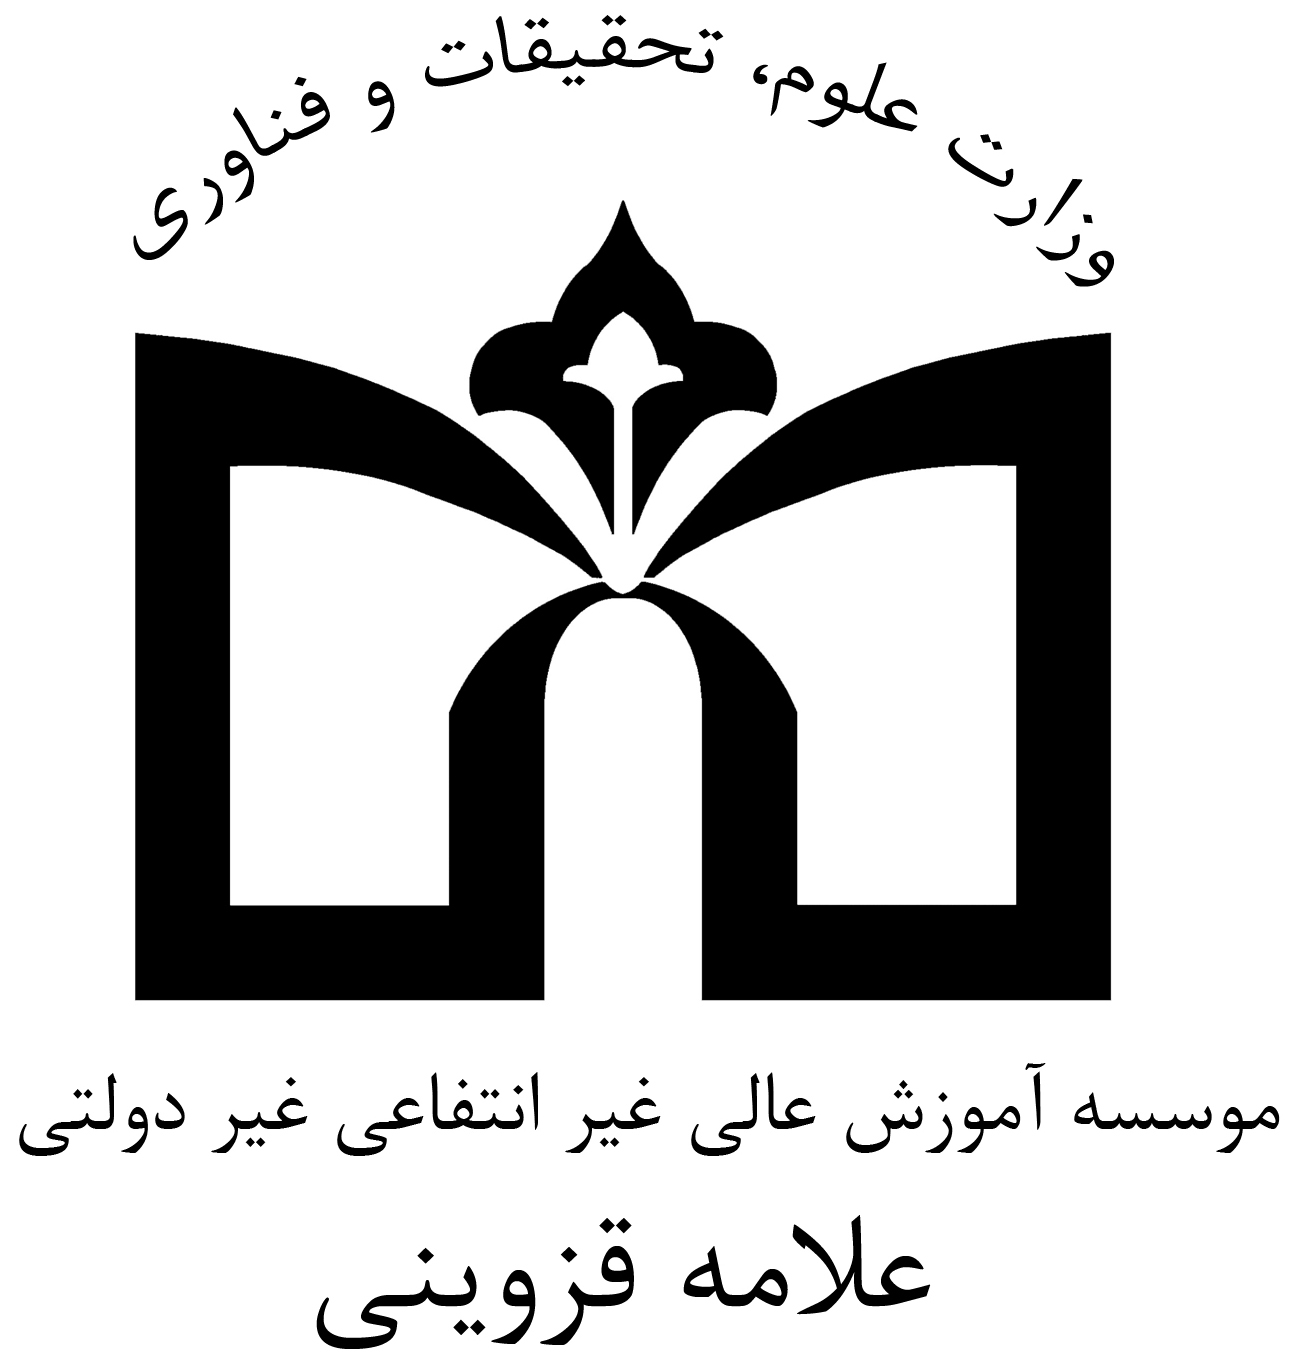 وزارت علوم، تحقیقات و فناوری
موسسه آموزش عالی غیر انتفاعی غیر دولتی
علامه قزوینی